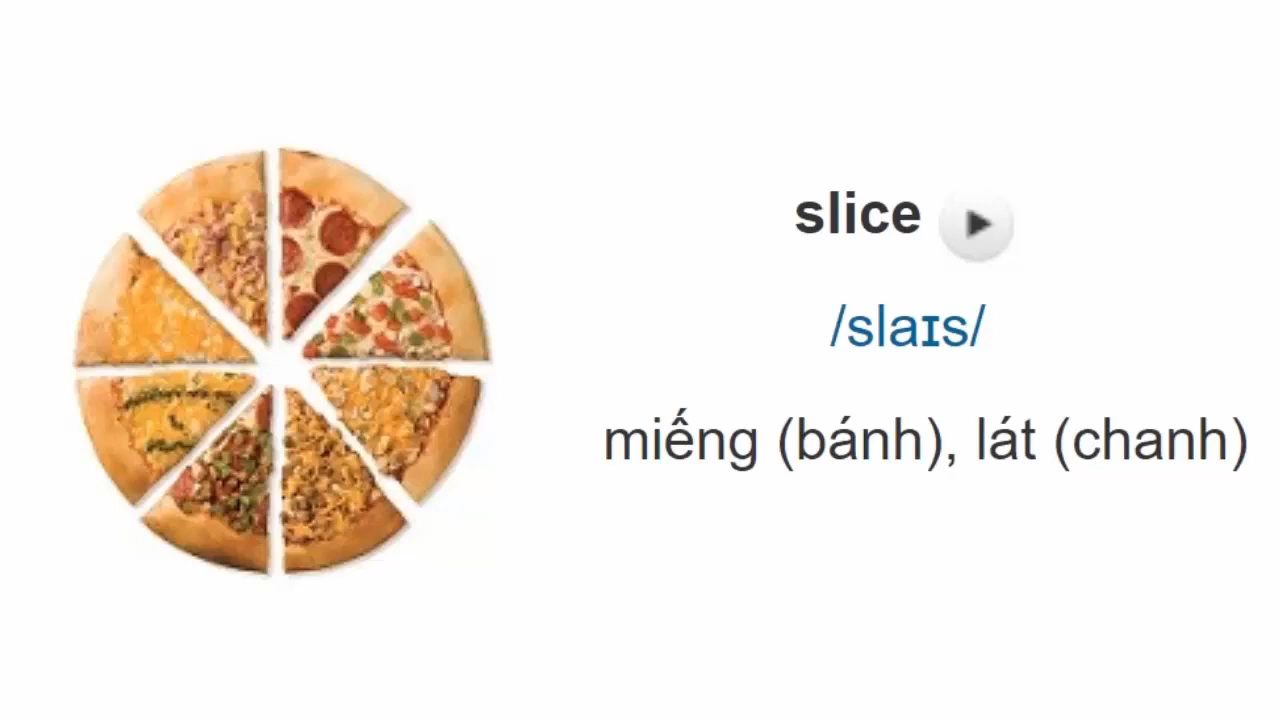 slice
/slaɪs/
miếng (bánh), lát (chanh)